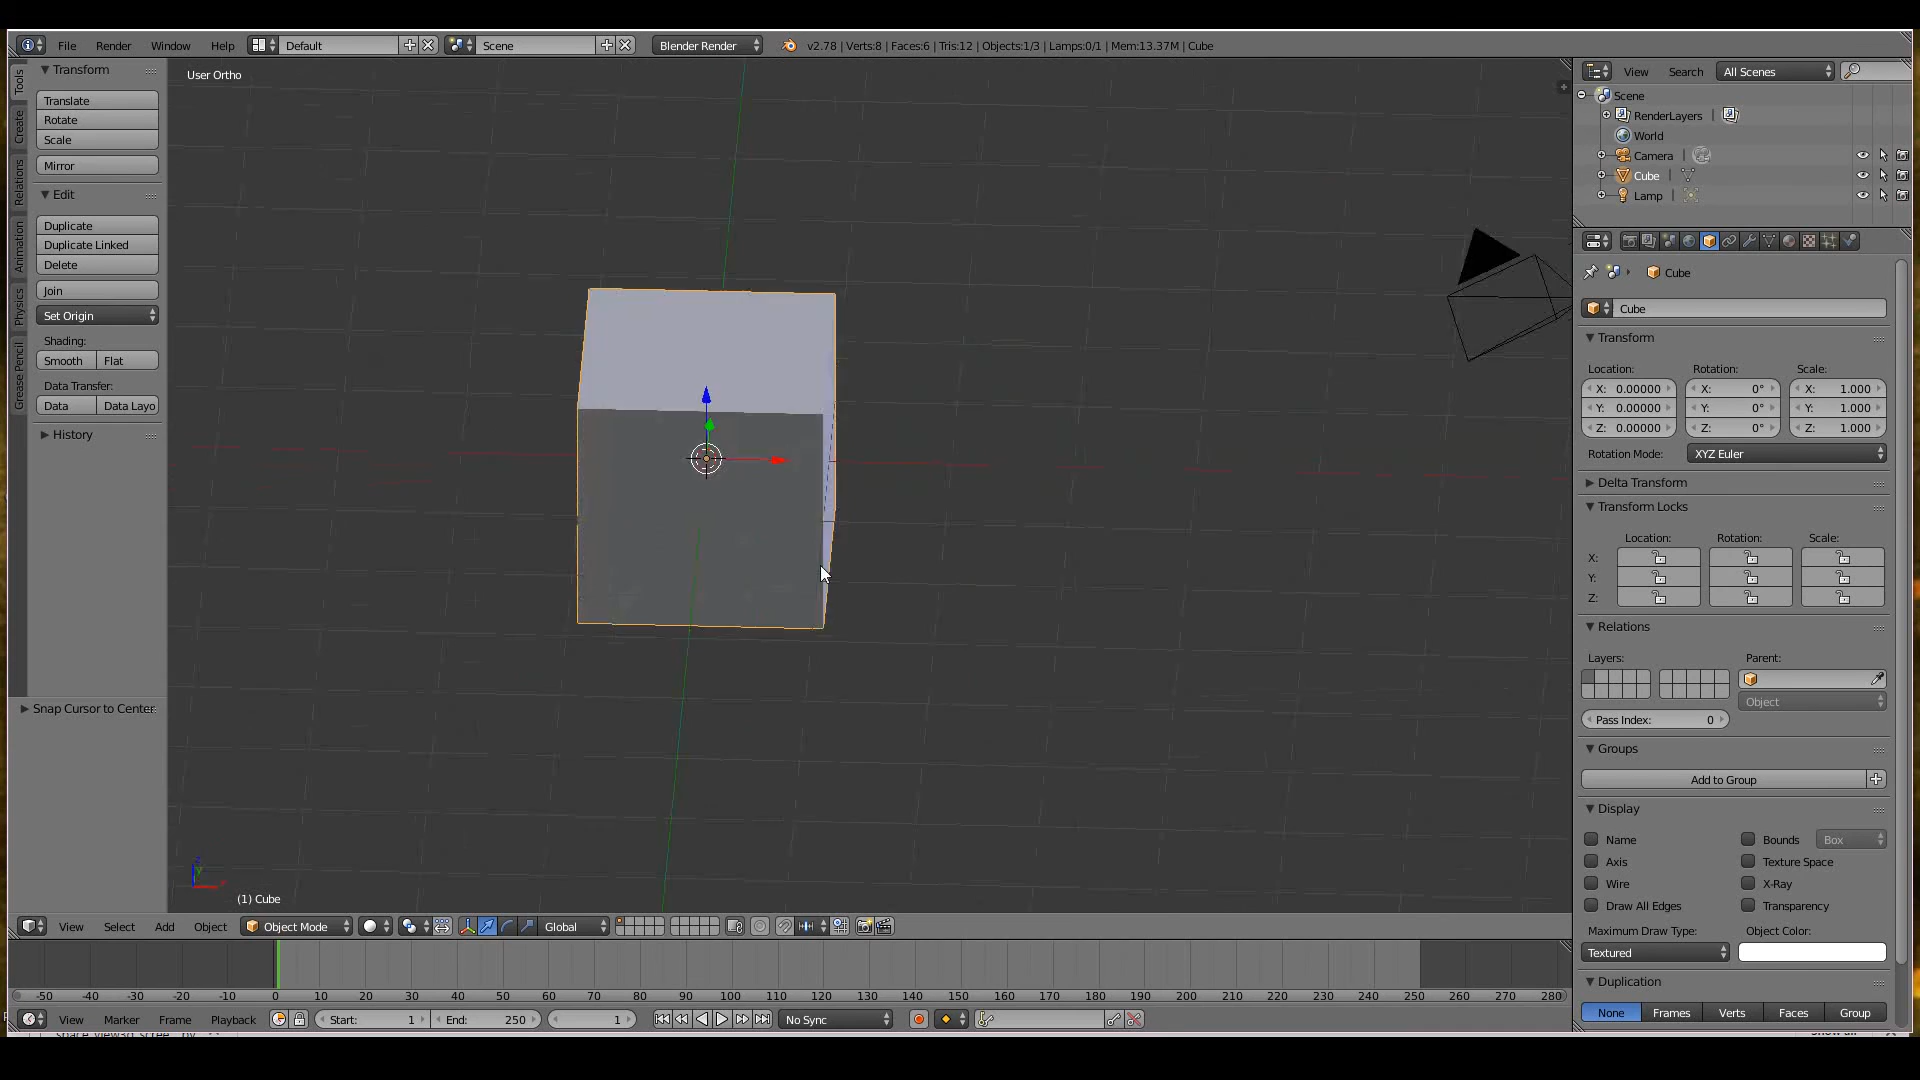 File Render Window Help Default Scene Blender Render v2.78 | Verts:8 | Faces:6 | Tris:12 | Objects:1/3 | Lamps:0/1 | Mem:13.37M | Cube
Tools
Create
Relations
Animation
Physics
Grease Pencil
Transform
Translate
Rotate
Scale
Mirror
Edit
Duplicate
Duplicate Linked
Delete
Join
Set Origin
Shading:
Smooth Flat
Data Transfer:
Data Data Layo
History
Snap Cursor to Center
User Ortho
(1) Cube
View Search All Scenes
Scene
RenderLayers |
World
Camera |
Cube |
Lamp |
Cube
Cube
Transform
Location: Rotation: Scale:
X: 0.00000 X: 0° X: 1.000
Y: 0.00000 Y: 0° Y: 1.000
Z: 0.00000 Z: 0° Z: 1.000
Rotation Mode: XYZ Euler
Delta Transform
Transform Locks
Location: Rotation: Scale:
X:
Y:
Z:
Relations
Layers: Parent:
Object
Pass Index: 0
Groups
Add to Group
Display
Name Bounds Box
Axis Texture Space
Wire X-Ray
Draw All Edges Transparency
Maximum Draw Type: Object Color:
Textured
Duplication
None Frames Verts Faces Group
View Select Add Object Object Mode Global
-50 -40 -30 -20 -10 0 10 20 30 40 50 60 70 80 90 100 110 120 130 140 150 160 170 180 190 200 210 220 230 240 250 260 270 280
View Marker Frame Playback Start: 1 End: 250 1 No Sync